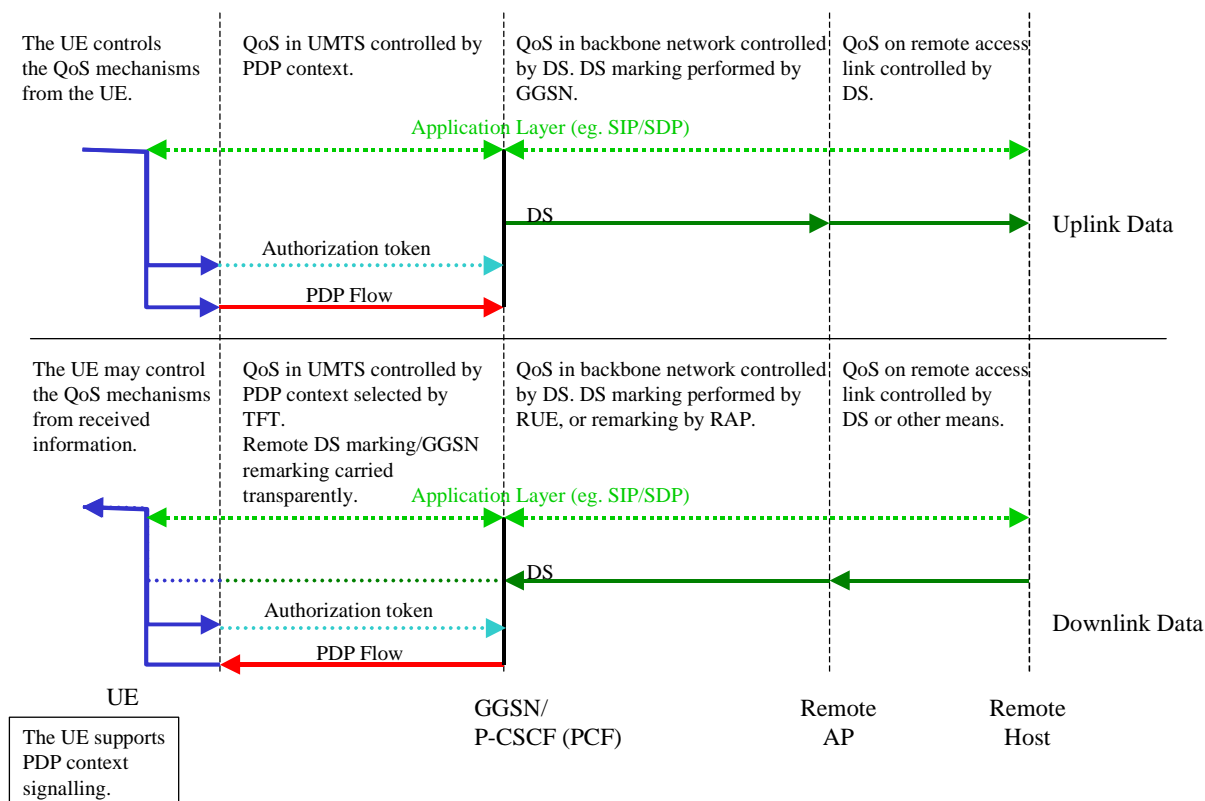 The UE controls
the QoS mechanisms
from the UE.
QoS in UMTS controlled by
PDP context.
QoS in backbone network controlled
by DS. DS marking performed by
GGSN.
QoS on remote access
link controlled by
DS.
Application Layer (eg. SIP/SDP)
DS
Uplink Data
Authorization token
PDP Flow
The UE may control
the QoS mechanisms
from received
information.
QoS in UMTS controlled by
PDP context selected by
TFT.
Remote DS marking/GGSN
remarking carried
transparently.
QoS in backbone network controlled
by DS. DS marking performed by
RUE, or remarking by RAP.
QoS on remote access
link controlled by
DS or other means.
Application Layer (eg. SIP/SDP)
DS
Authorization token
Downlink Data
PDP Flow
UE
GGSN/
P-CSCF (PCF)
Remote
AP
Remote
Host
The UE supports
PDP context
signalling.